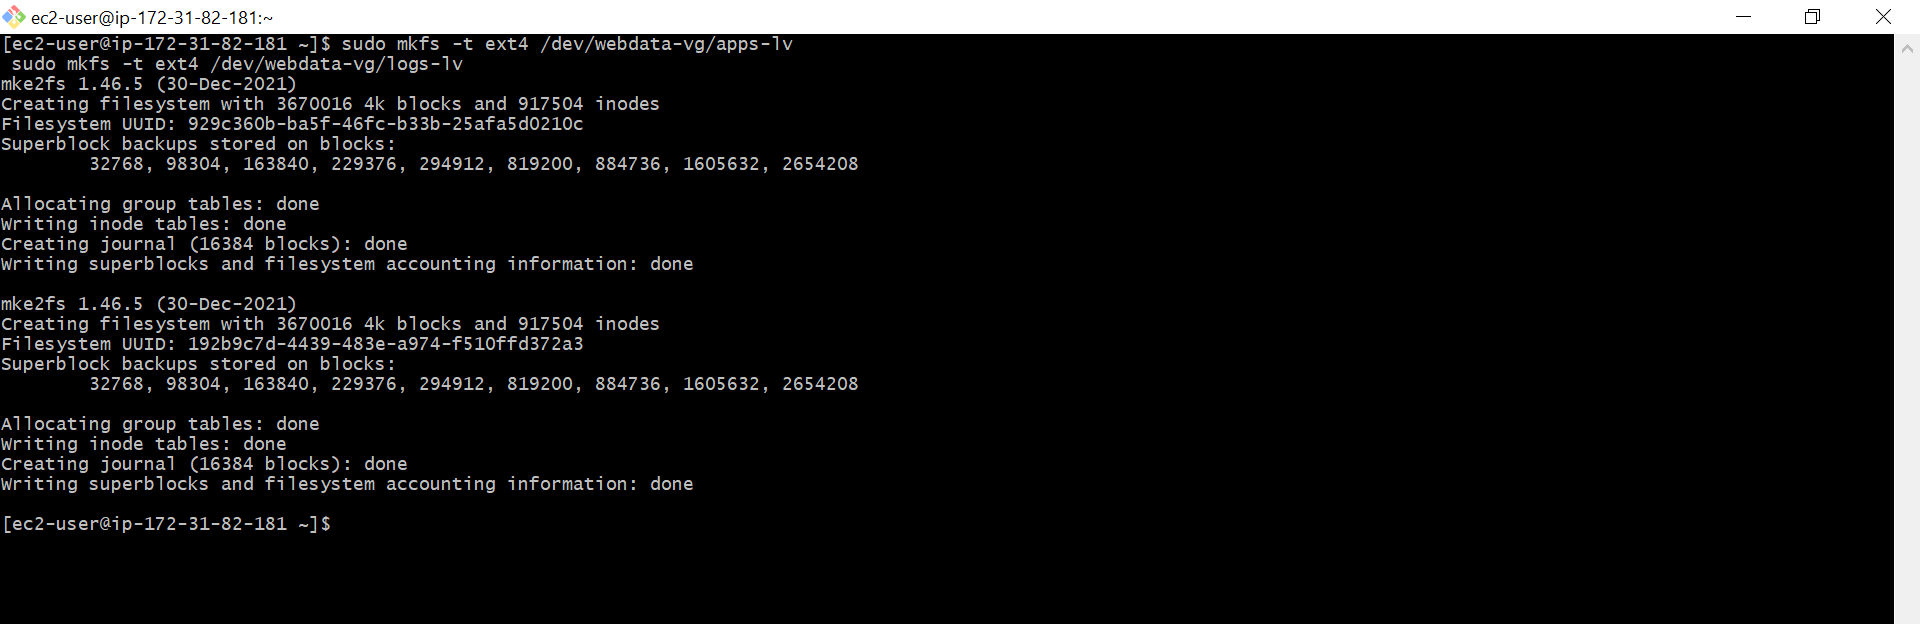 ec2-user@ip-172-31-82-181:~
[ec2-user@ip-172-31-82-181 ~]$ sudo mkfs -t ext4 /dev/webdata-vg/apps-lv
 sudo mkfs -t ext4 /dev/webdata-vg/logs-lv
mke2fs 1.46.5 (30-Dec-2021)
Creating filesystem with 3670016 4k blocks and 917504 inodes
Filesystem UUID: 929c360b-ba5f-46fc-b33b-25afa5d0210c
Superblock backups stored on blocks:
        32768, 98304, 163840, 229376, 294912, 819200, 884736, 1605632, 2654208

Allocating group tables: done
Writing inode tables: done
Creating journal (16384 blocks): done
Writing superblocks and filesystem accounting information: done

mke2fs 1.46.5 (30-Dec-2021)
Creating filesystem with 3670016 4k blocks and 917504 inodes
Filesystem UUID: 192b9c7d-4439-483e-a974-f510ffd372a3
Superblock backups stored on blocks:
        32768, 98304, 163840, 229376, 294912, 819200, 884736, 1605632, 2654208

Allocating group tables: done
Writing inode tables: done
Creating journal (16384 blocks): done
Writing superblocks and filesystem accounting information: done

[ec2-user@ip-172-31-82-181 ~]$